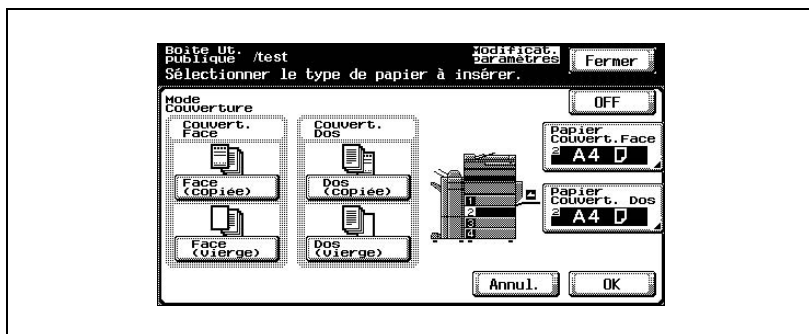 Boîte Ut.
publique /test
Modificat.
paramètres
Fermer
Sélectionner le type de papier à insérer.
Mode
Couverture
OFF
Couvert.
Face
Couvert.
Dos
Papier
Couvert.Face
2 A4
Face
(copiée)
Dos
(copiée)
Papier
Couvert. Dos
2 A4
1
2
3
4
Face
(vierge)
Dos
(vierge)
Annul.
OK